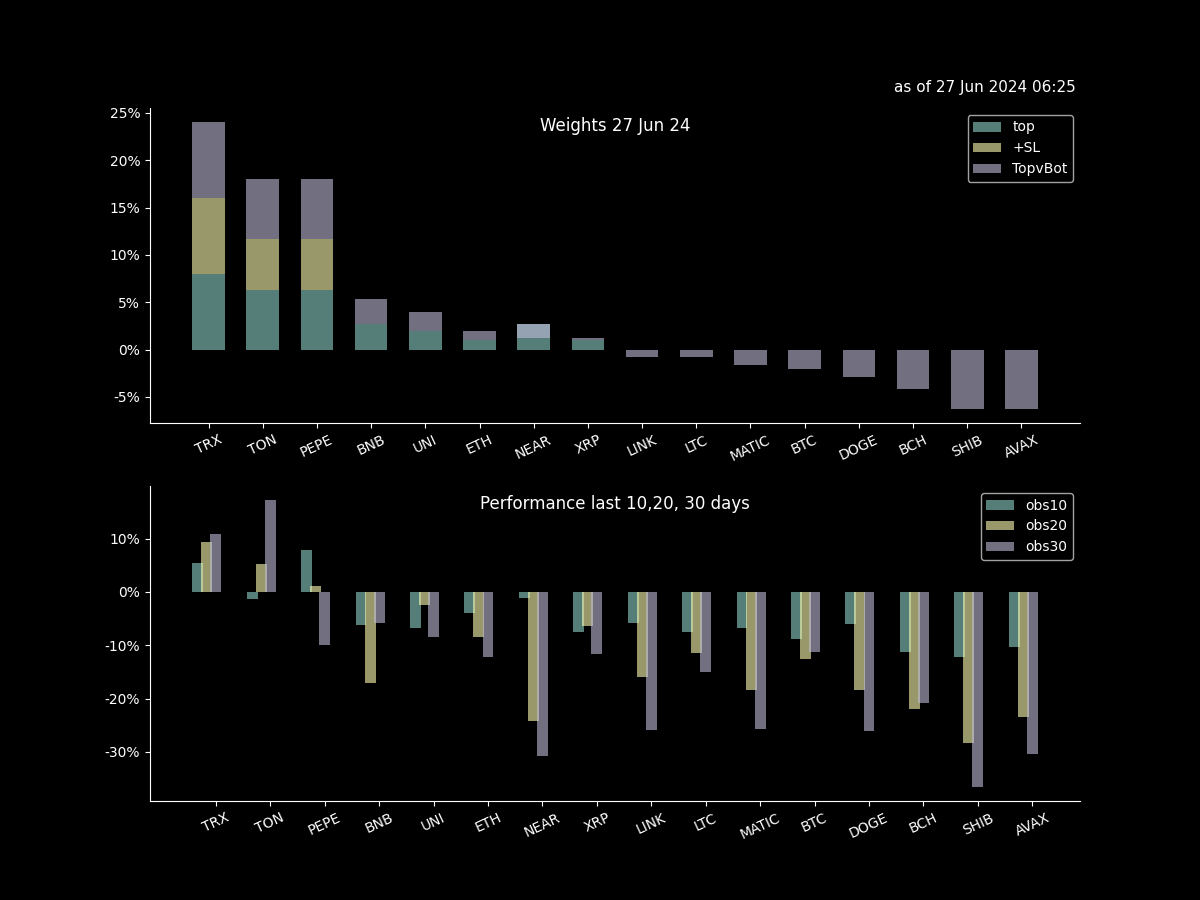 as of 27 Jun 2024 06:25
Weights 27 Jun 24
top
+SL
TopvBot
25%
20%
15%
10%
5%
0%
-5%
TRX TON PEPE BNB UNI ETH NEAR XRP LINK LTC MATIC BTC DOGE BCH SHIB AVAX
Performance last 10,20, 30 days
obs10
obs20
obs30
10%
0%
-10%
-20%
-30%
TRX TON PEPE BNB UNI ETH NEAR XRP LINK LTC MATIC BTC DOGE BCH SHIB AVAX